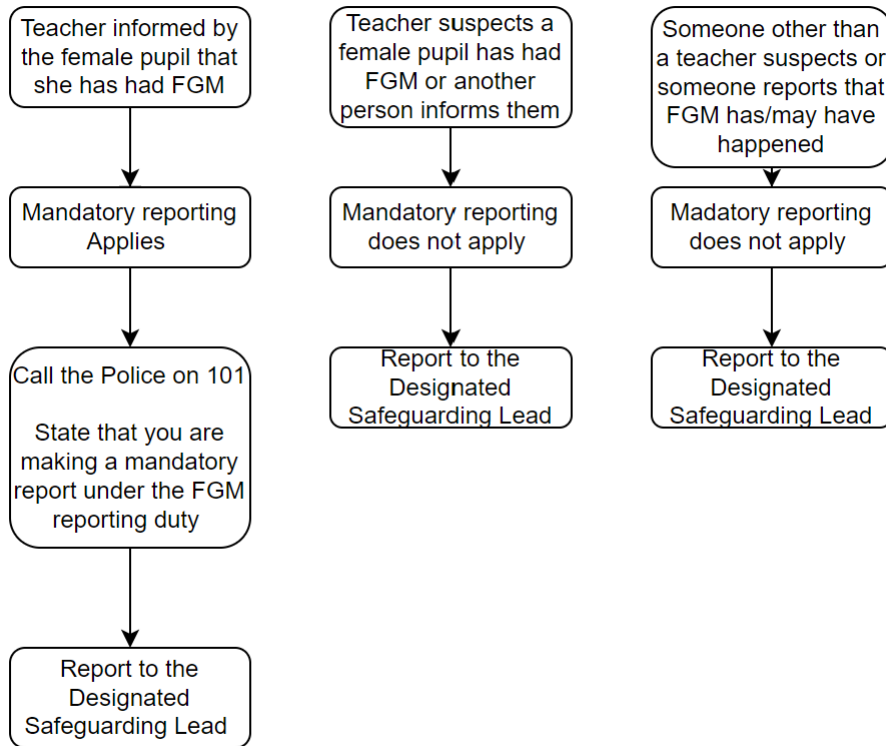 Teacher informed by
the female pupil that
she has had FGM
Mandatory reporting
Applies
Call the Police on 101
State that you are
making a mandatory
report under the FGM
reporting duty
Report to the
Designated
Safeguarding Lead
Teacher suspects a
female pupil has had
FGM or another
person informs them
Mandatory reporting
does not apply
Report to the
Designated
Safeguarding Lead
Someone other than
a teacher suspects or
someone reports that
FGM has/may have
happened
Madatory reporting
does not apply
Report to the
Designated
Safeguarding Lead